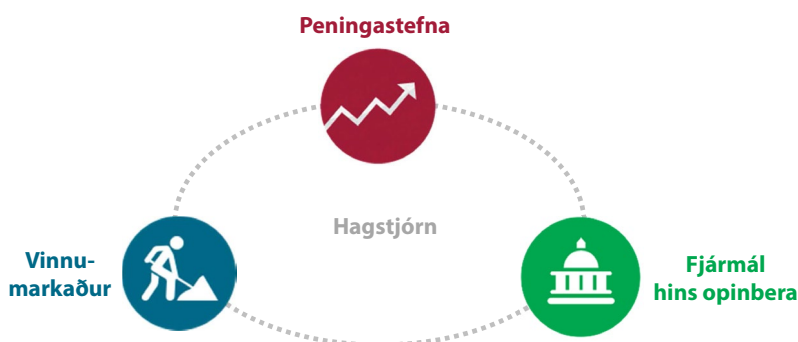 Peningastefna
Hagstjórn
Vinnu-
markaður
Fjármál
hins opinbera